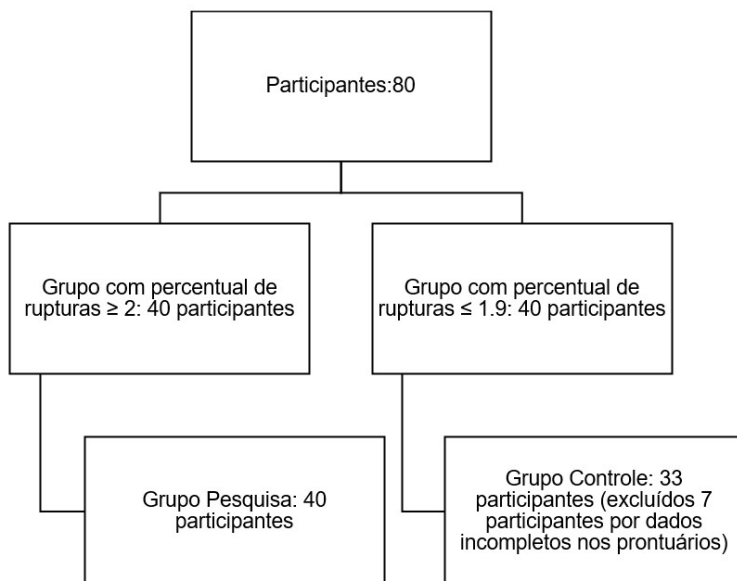 Participantes:80
Grupo com percentual de
rupturas ≥ 2: 40 participantes
Grupo com percentual de
rupturas ≤ 1.9: 40 participantes
Grupo Pesquisa: 40
participantes
Grupo Controle: 33
participantes (excluídos 7
participantes por dados
incompletos nos prontuários)